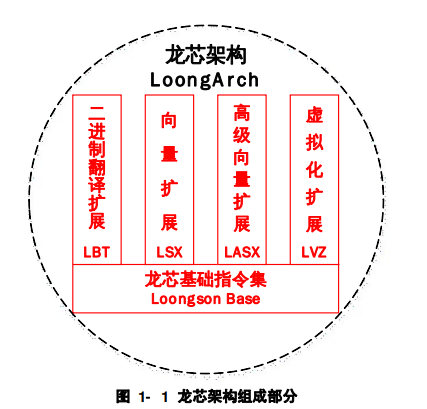 龙芯架构
LoongArch
二进制翻译扩展
LBT
向量扩展
LSX
高级向量扩展
LASX
虚拟化扩展
LVZ
龙芯基础指令集
Loongson Base
图 1- 1 龙芯架构组成部分